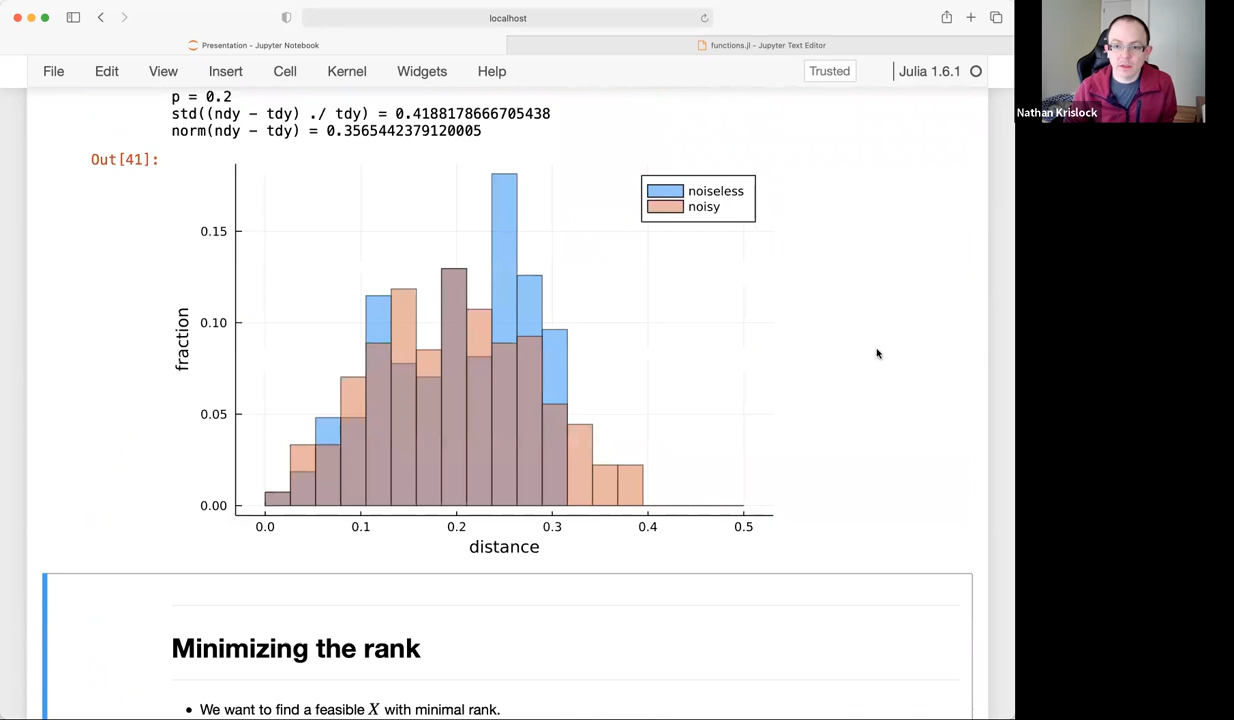 localhost
Presentation - Jupyter Notebook
functions.jl - Jupyter Text Editor
File Edit View Insert Cell Kernel Widgets Help Trusted Julia 1.6.1
Nathan Krislock
p = 0.2
std((ndy - tdy) ./ tdy) = 0.4188178666705438
norm(ndy - tdy) = 0.3565442379120005
Out[41]:
noiseless
noisy
0.15
0.10
0.05
0.00
fraction
0.0 0.1 0.2 0.3 0.4 0.5
distance
Minimizing the rank
• We want to find a feasible X with minimal rank.